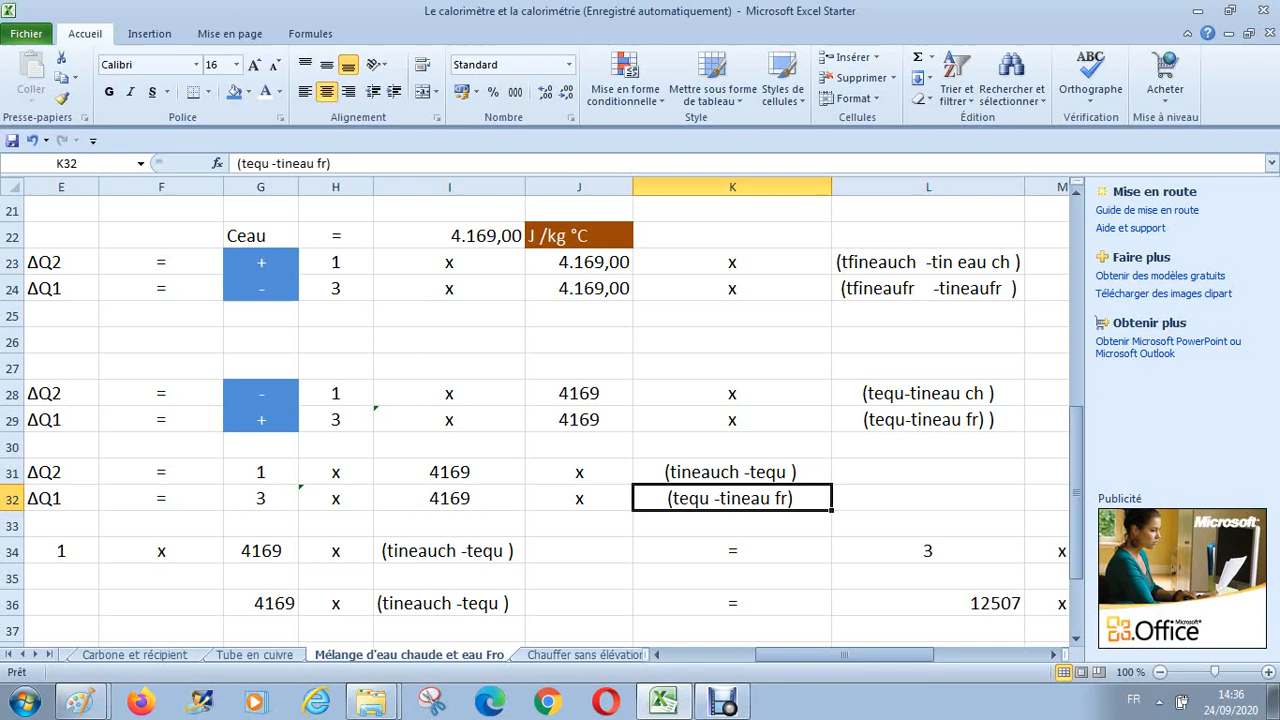 Le calorimètre et la calorimétrie (Enregistré automatiquement) - Microsoft Excel Starter
Fichier Accueil Insertion Mise en page Formules
Coller
Presse-papiers
Calibri 16
G I S
Police
Alignement
Standard
% 000
Nombre
Mise en forme conditionnelle
Mettre sous forme de tableau
Styles de cellules
Style
Insérer
Supprimer
Format
Cellules
Σ
Trier et filtrer
Rechercher et sélectionner
Édition
ABC
Orthographe
Vérification
Acheter
Mise à niveau
K32 fx (tequ -tineau fr)
E F G H I J K L M
21
22 Ceau = 4.169,00 J /kg °C
23 ΔQ2 = + 1 x 4.169,00 x (tfineauch -tin eau ch )
24 ΔQ1 = - 3 x 4.169,00 x (tfineaufr -tineaufr )
25
26
27
28 ΔQ2 = - 1 x 4169 x (tequ-tineau ch )
29 ΔQ1 = + 3 x 4169 x (tequ-tineau fr) )
30
31 ΔQ2 = 1 x 4169 x (tineauch -tequ )
32 ΔQ1 = 3 x 4169 x (tequ -tineau fr)
33
34 1 x 4169 x (tineauch -tequ ) = 3 x
35
36 4169 x (tineauch -tequ ) = 12507 x
37
Mise en route
Guide de mise en route
Aide et support
Faire plus
Obtenir des modèles gratuits
Télécharger des images clipart
Obtenir plus
Obtenir Microsoft PowerPoint ou
Microsoft Outlook
Publicité
Microsoft
Office
Carbone et récipient Tube en cuivre Mélange d'eau chaude et eau Fro Chauffer sans élévation
Prêt 100 %
FR 14:36
24/09/2020